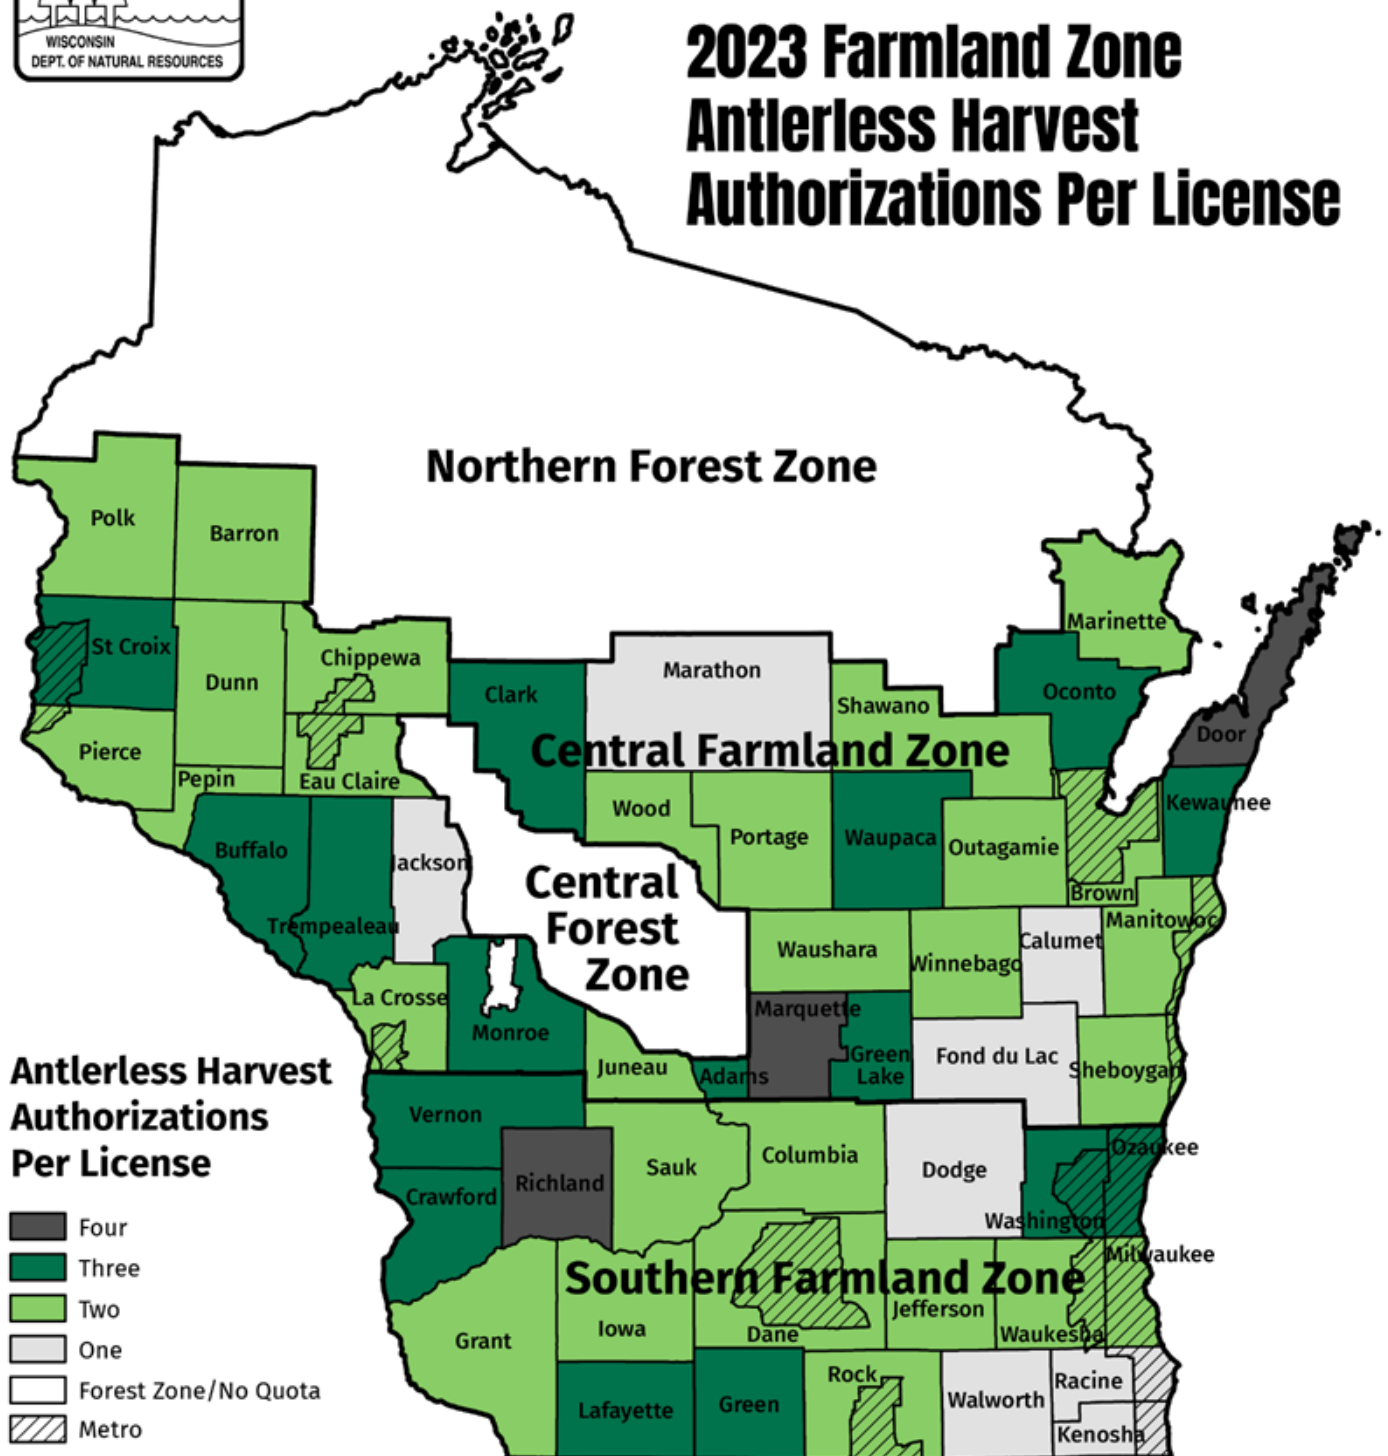 WISCONSIN
DEPT. OF NATURAL RESOURCES
2023 Farmland Zone
Antlerless Harvest
Authorizations Per License
Northern Forest Zone
Polk
Barron
Marinette
St Croix
Chippewa
Marathon
Dunn
Clark
Shawano
Oconto
Door
Pierce
Central Farmland Zone
Pepin
Eau Claire
Wood
Kewaunee
Portage
Waupaca
Outagamie
Buffalo
Jackson
Brown
Central
Forest
Zone
Trempealeau
Manitowoc
Calumet
Waushara
Winnebago
La Crosse
Marquette
Monroe
Green
Lake
Fond du Lac
Juneau
Adams
Sheboygan
Vernon
Ozaukee
Columbia
Sauk
Dodge
Richland
Crawford
Washington
Milwaukee
Southern Farmland Zone
Jefferson
Iowa
Dane
Waukesha
Grant
Rock
Racine
Walworth
Green
Lafayette
Kenosha
Antlerless Harvest
Authorizations
Per License
Four
Three
Two
One
Forest Zone/No Quota
Metro